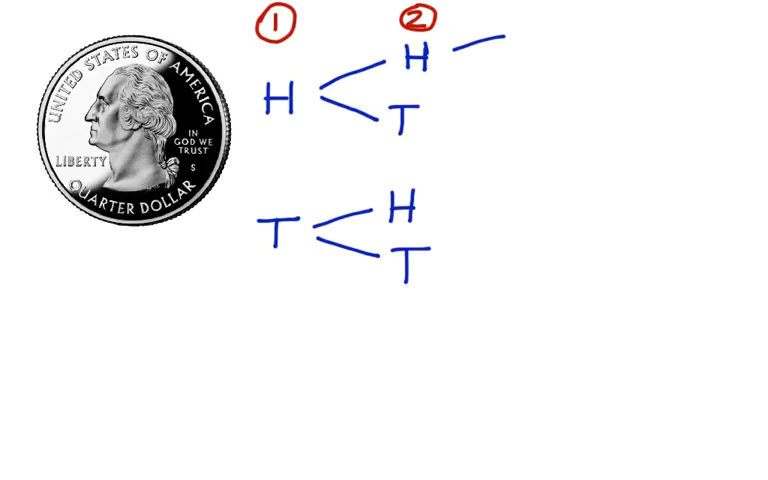 ① ②
H H
T
T H
T
UNITED STATES OF AMERICA
LIBERTY
IN
GOD WE
TRUST
S
QUARTER DOLLAR